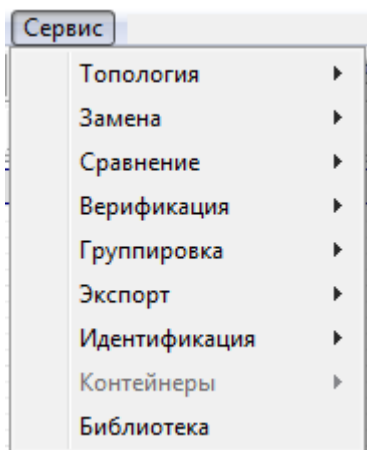 Сервис
Топология
Замена
Сравнение
Верификация
Группировка
Экспорт
Идентификация
Контейнеры
Библиотека